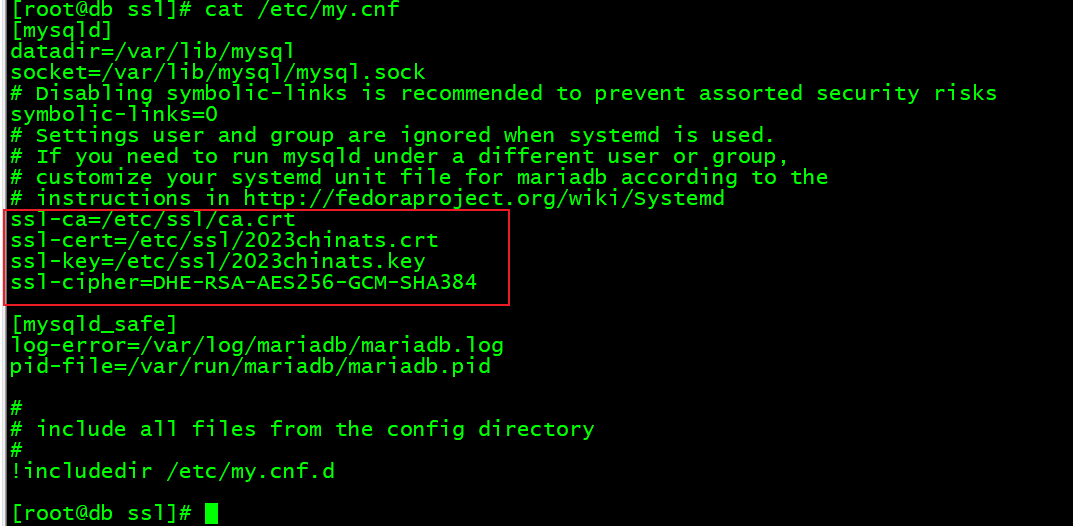 [root@db ssl]# cat /etc/my.cnf
[mysqld]
datadir=/var/lib/mysql
socket=/var/lib/mysql/mysql.sock
# Disabling symbolic-links is recommended to prevent assorted security risks
symbolic-links=0
# Settings user and group are ignored when systemd is used.
# If you need to run mysqld under a different user or group,
# customize your systemd unit file for mariadb according to the
# instructions in http://fedoraproject.org/wiki/Systemd
ssl-ca=/etc/ssl/ca.crt
ssl-cert=/etc/ssl/2023chinats.crt
ssl-key=/etc/ssl/2023chinats.key
ssl-cipher=DHE-RSA-AES256-GCM-SHA384
[mysqld_safe]
log-error=/var/log/mariadb/mariadb.log
pid-file=/var/run/mariadb/mariadb.pid
#
# include all files from the config directory
#
!includedir /etc/my.cnf.d
[root@db ssl]#